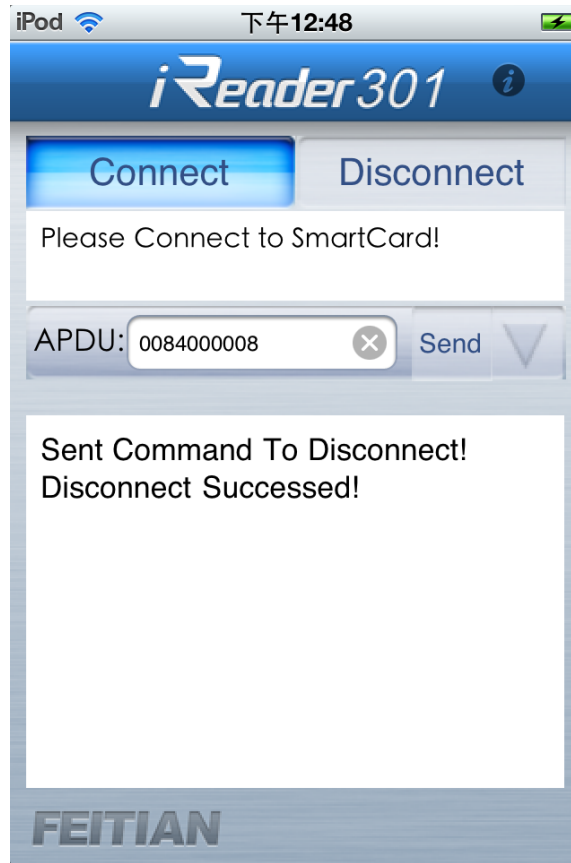 iPod 下午12:48
iReader301 i
Connect Disconnect
Please Connect to SmartCard!
APDU: 0084000008 Send
Sent Command To Disconnect!
Disconnect Successed!
FEITIAN